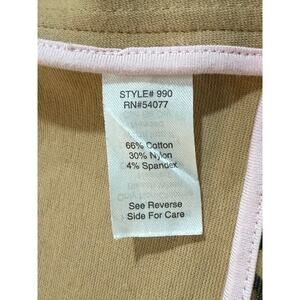 STYLE# 990
RN#54077
66% Cotton
30% Nylon
4% Spandex
See Reverse
Side For Care